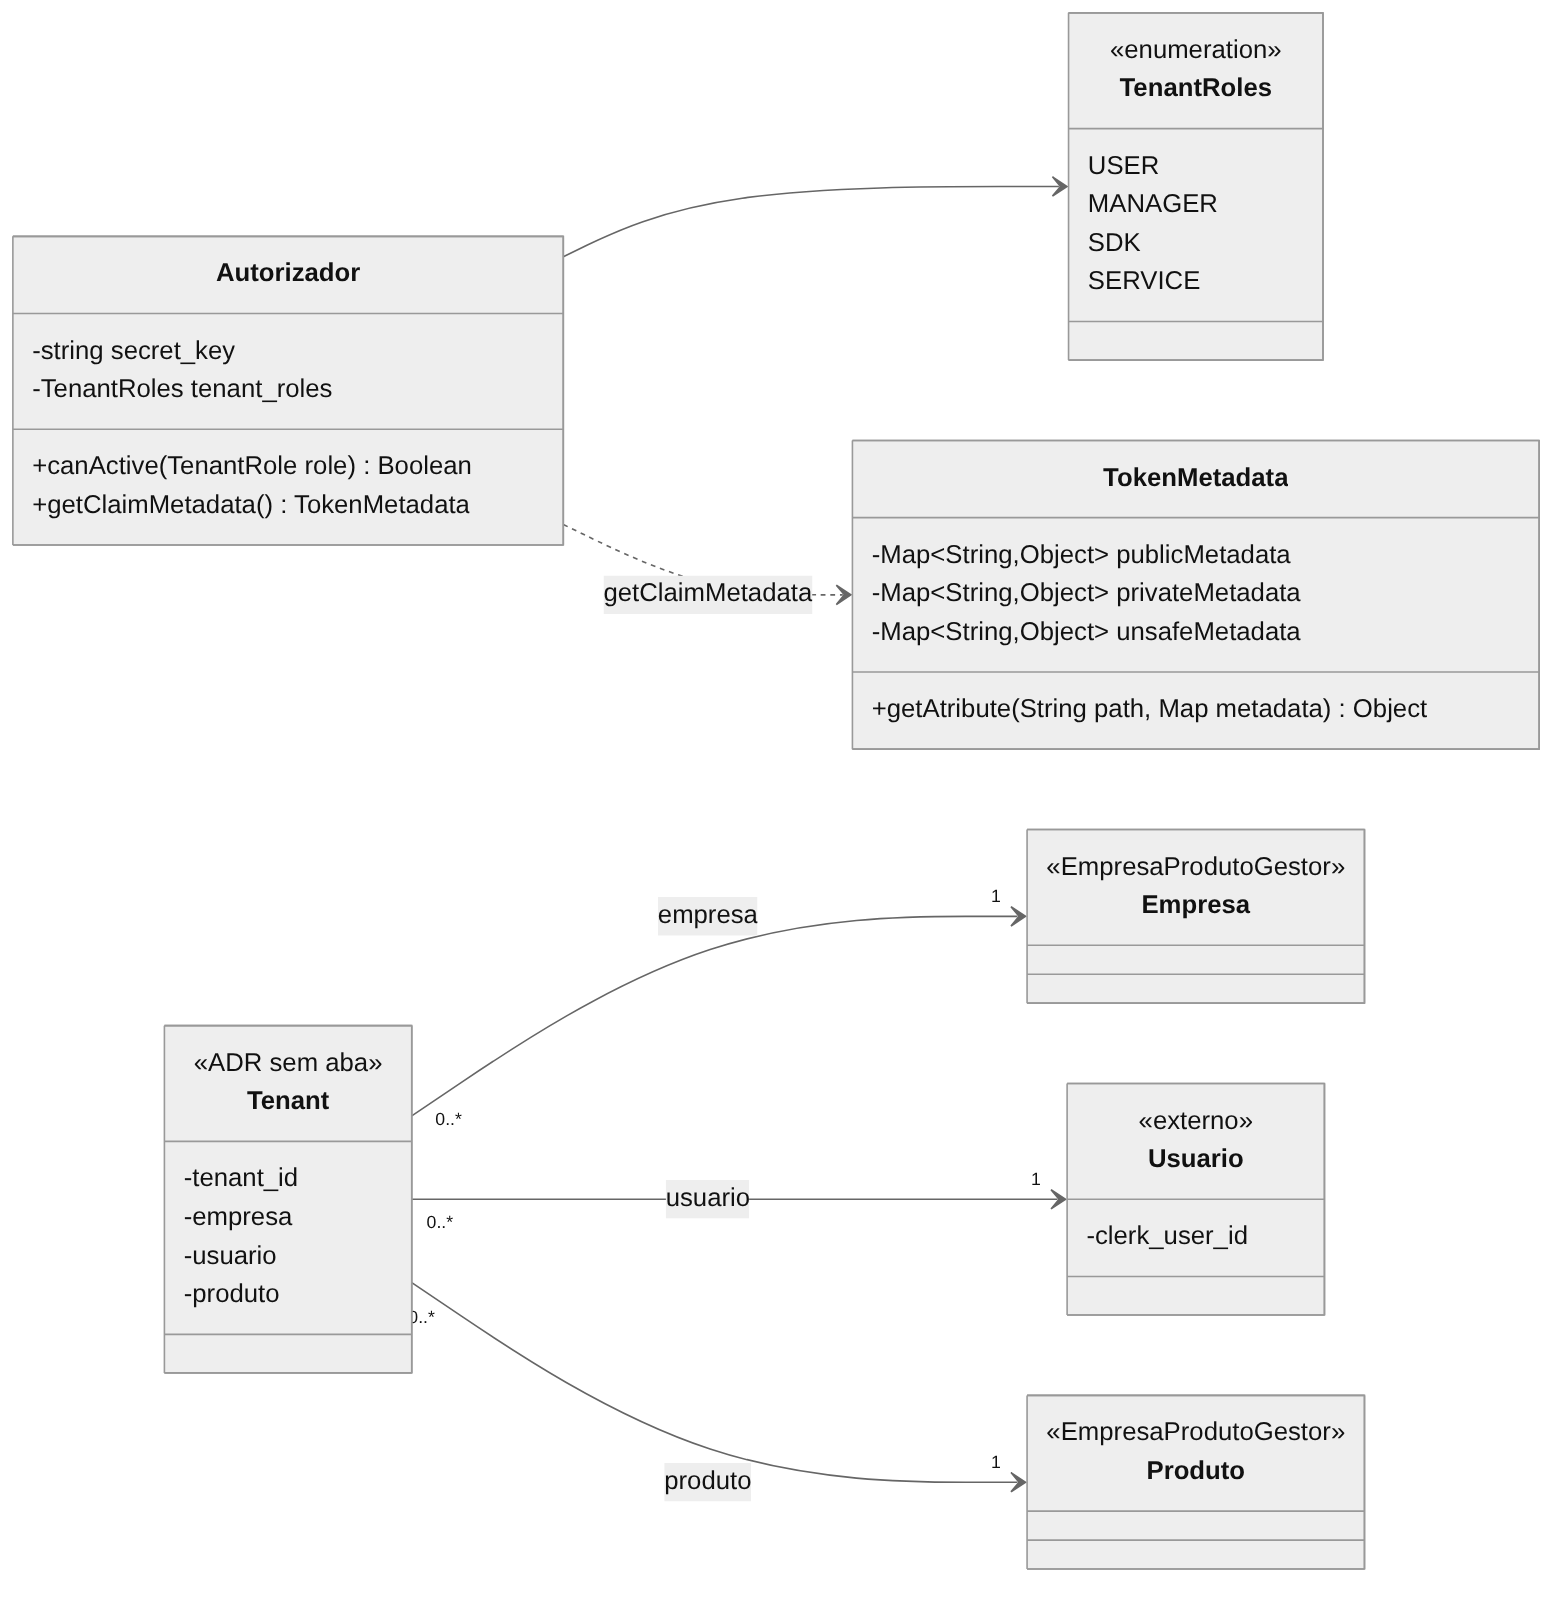 «enumeration»
TenantRoles
USER
MANAGER
SDK
SERVICE
Autorizador
-string secret_key
-TenantRoles tenant_roles
+canActive(TenantRole role) : Boolean
+getClaimMetadata() : TokenMetadata
getClaimMetadata
TokenMetadata
-Map<String,Object> publicMetadata
-Map<String,Object> privateMetadata
-Map<String,Object> unsafeMetadata
+getAtribute(String path, Map metadata) : Object
«ADR sem aba»
Tenant
-tenant_id
-empresa
-usuario
-produto
0..*
empresa
1
«EmpresaProdutoGestor»
Empresa
0..*
usuario
1
«externo»
Usuario
-clerk_user_id
0..*
produto
1
«EmpresaProdutoGestor»
Produto